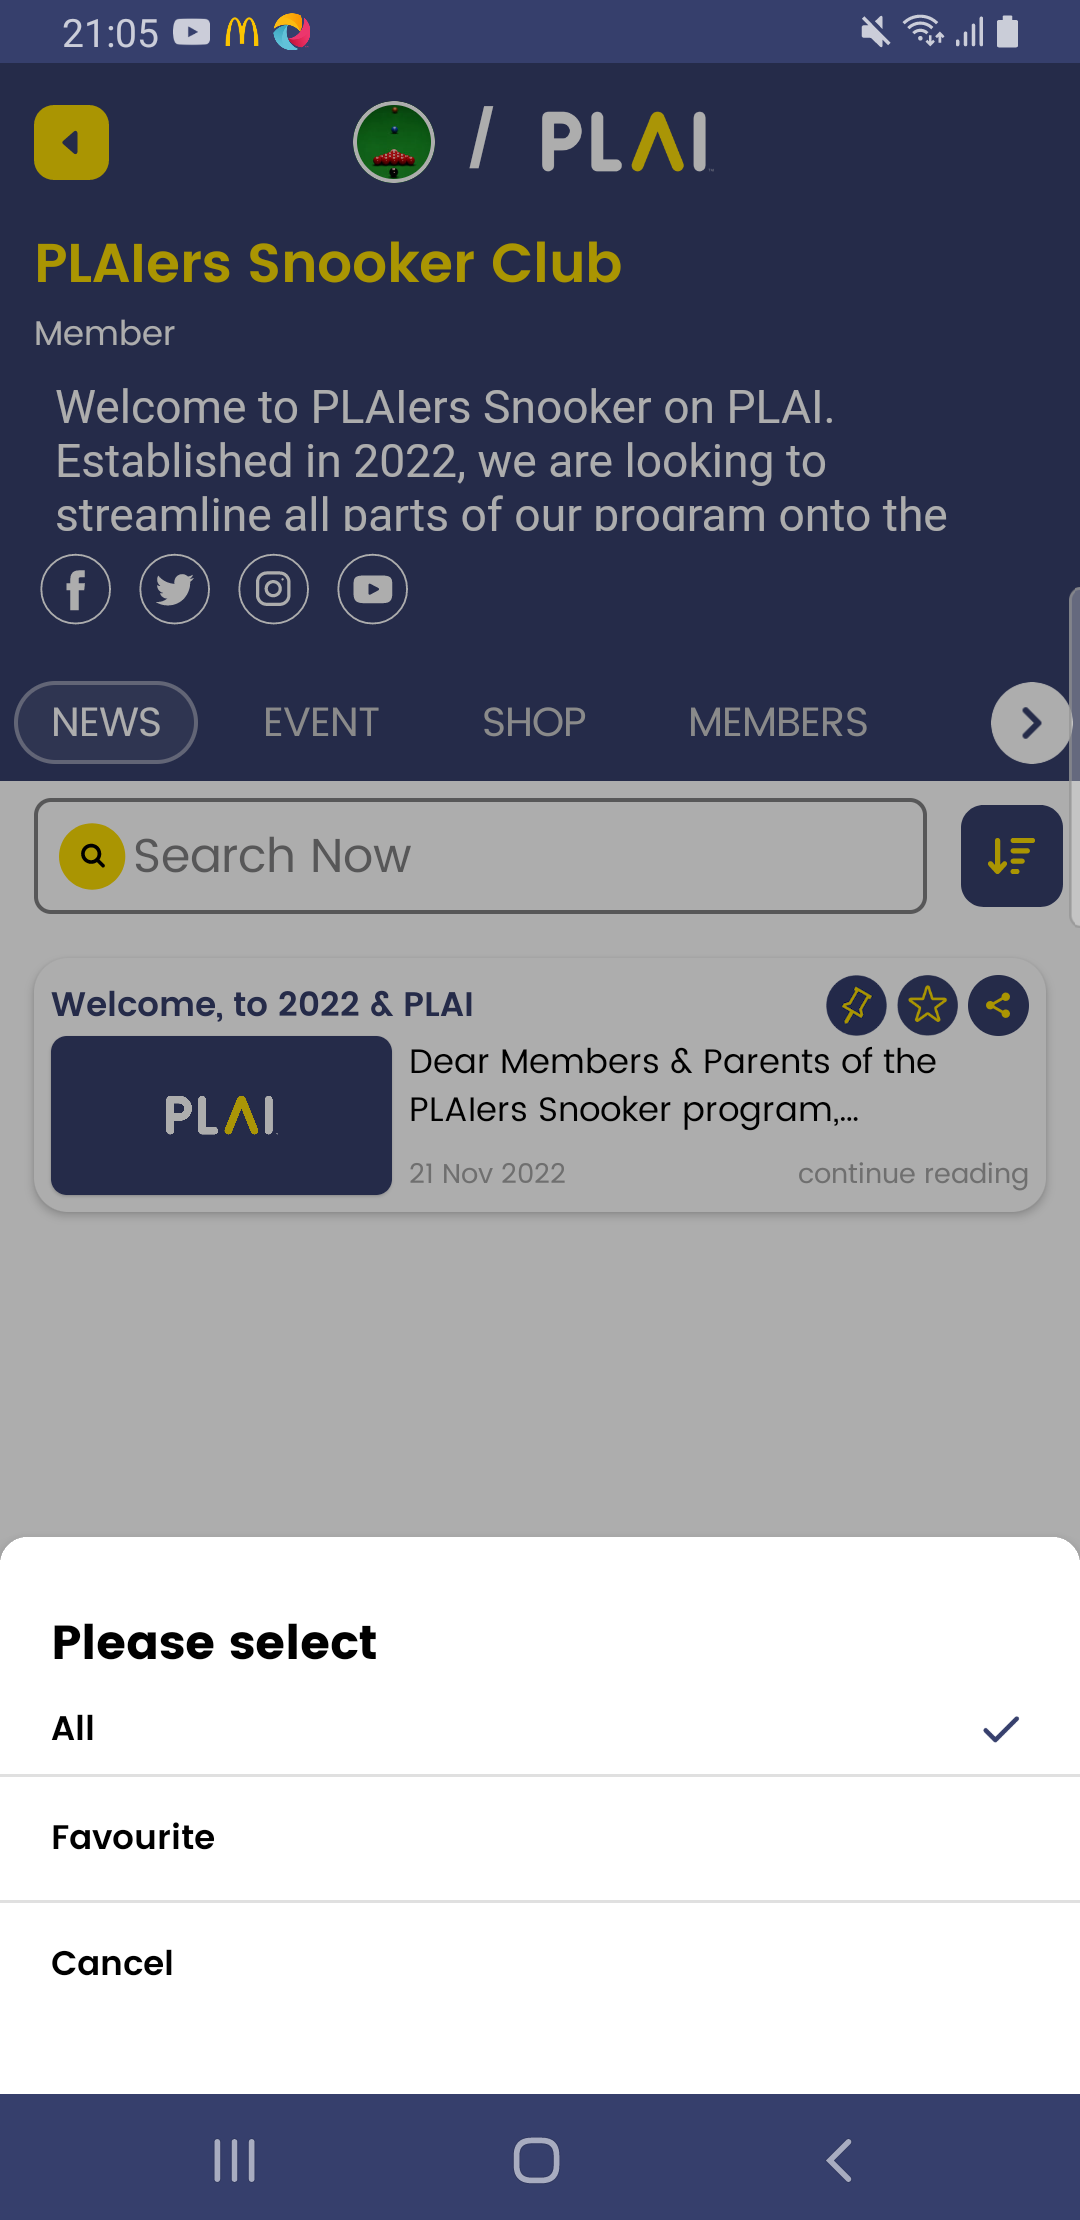 21:05
/ PLAI
PLAIers Snooker Club
Member
Welcome to PLAIers Snooker on PLAI.
Established in 2022, we are looking to
streamline all parts of our program onto the
NEWS EVENT SHOP MEMBERS
Search Now
Welcome, to 2022 & PLAI
PLAI
Dear Members & Parents of the
PLAIers Snooker program,...
21 Nov 2022 continue reading
Please select
All
Favourite
Cancel